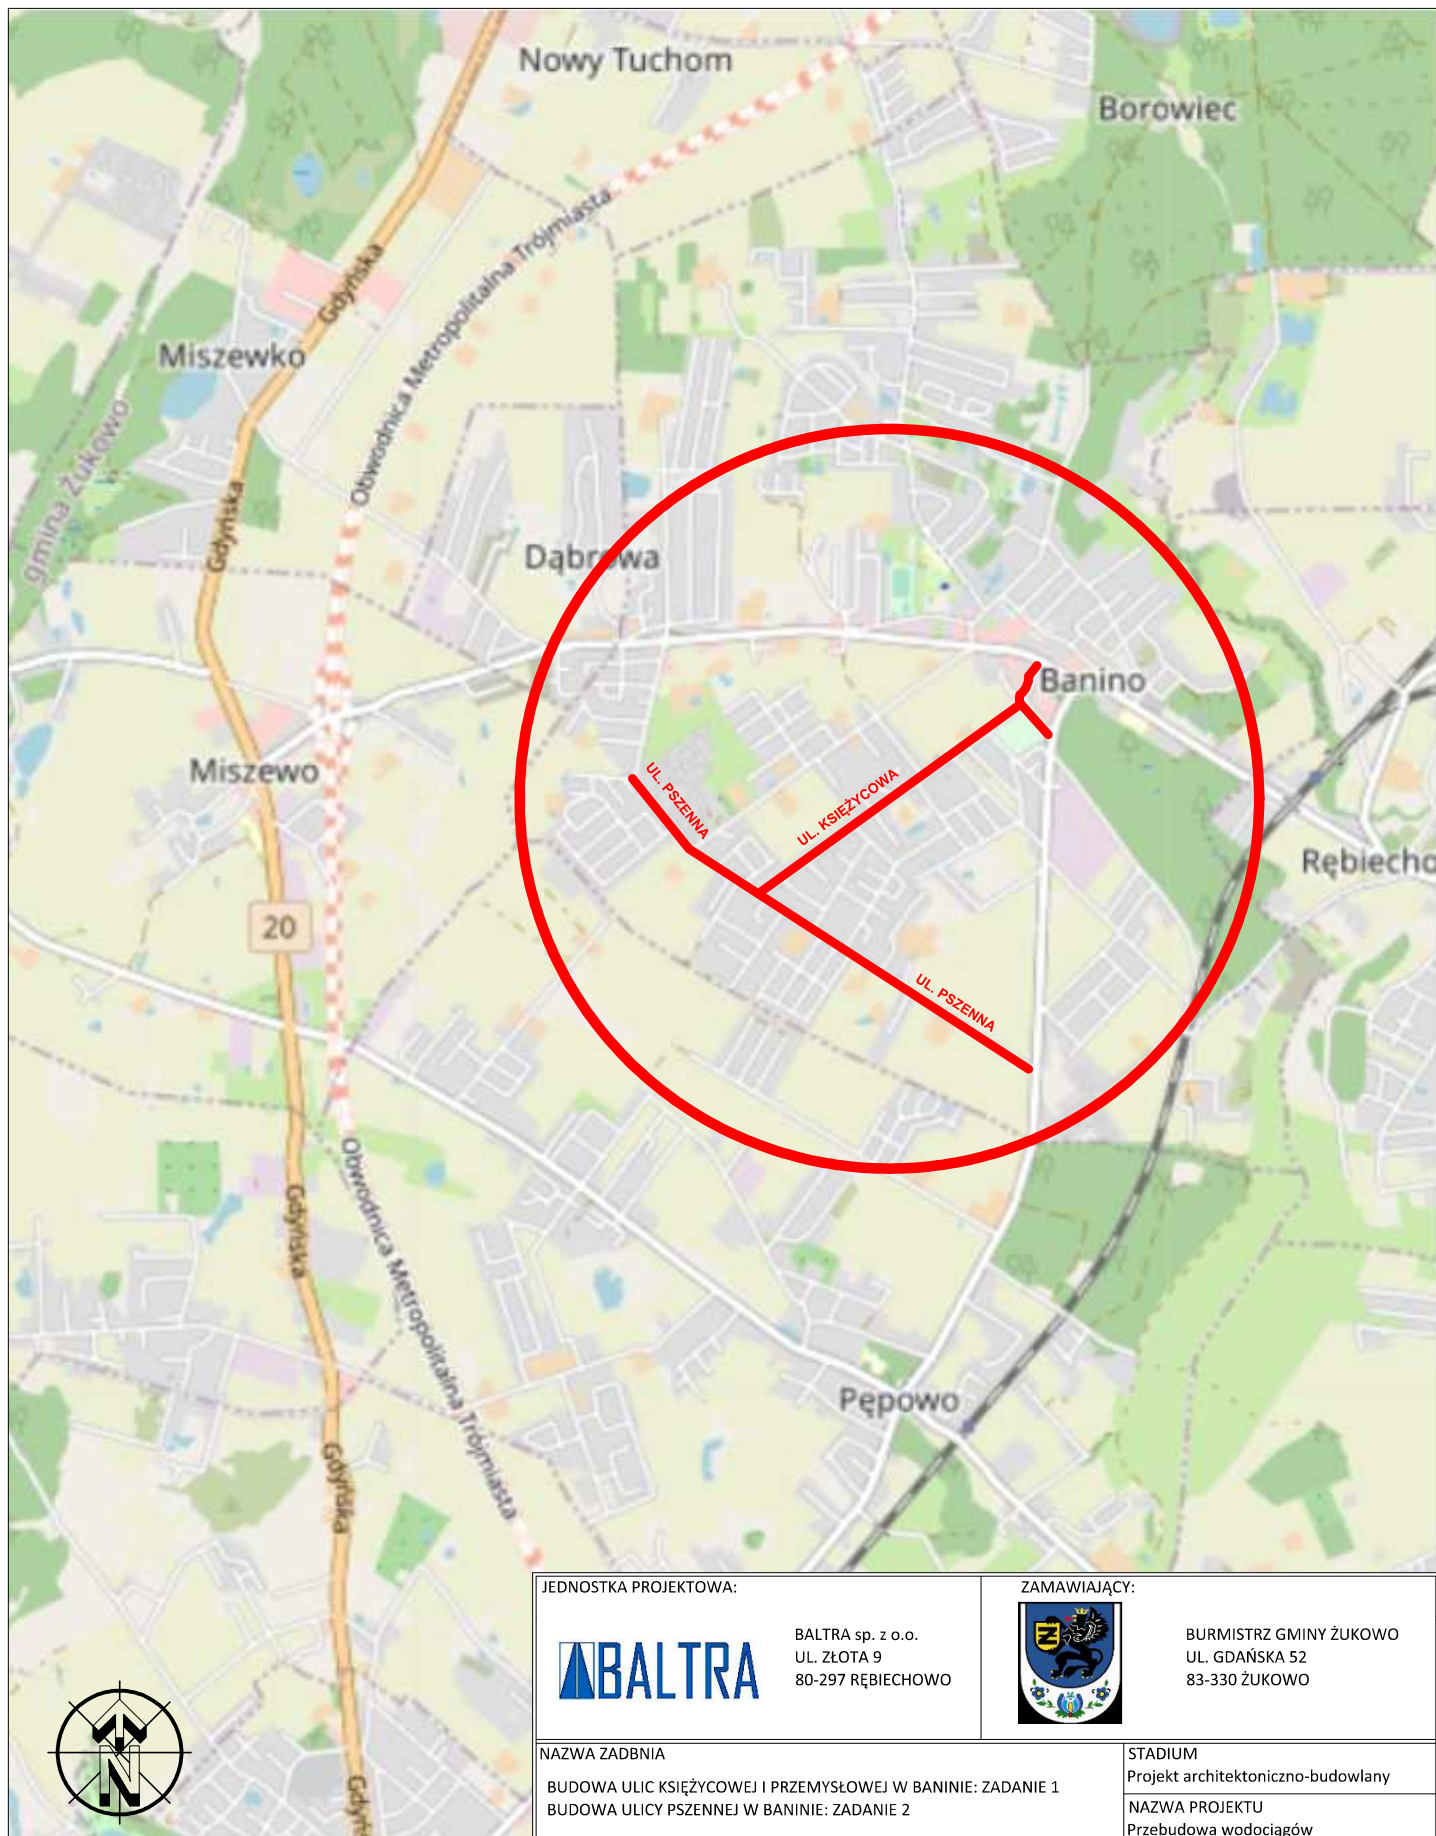 Nowy Tuchom
Borowiec
Obwodnica Metropolitalna Trójmiasta
Gdyńska
Miszewko
gmina Żukowo
Gdyńska
Dąbrowa
Banino
Miszewo
UL. PSZENNA
UL. KSIĘŻYCOWA
Rębiecho
20
UL. PSZENNA
Obwodnica Metropolitalna Trójmiasta
Gdyńska
Pępowo
Gdyńska
JEDNOSTKA PROJEKTOWA:
BALTRA
BALTRA sp. z o.o.
UL. ZŁOTA 9
80-297 RĘBIECHOWO
ZAMAWIAJĄCY:
BURMISTRZ GMINY ŻUKOWO
UL. GDAŃSKA 52
83-330 ŻUKOWO
N
Gdyń
NAZWA ZADBNIA
BUDOWA ULIC KSIĘŻYCOWEJ I PRZEMYSŁOWEJ W BANINIE: ZADANIE 1
BUDOWA ULICY PSZENNEJ W BANINIE: ZADANIE 2
STADIUM
Projekt architektoniczno-budowlany
NAZWA PROJEKTU
Przebudowa wodociągów